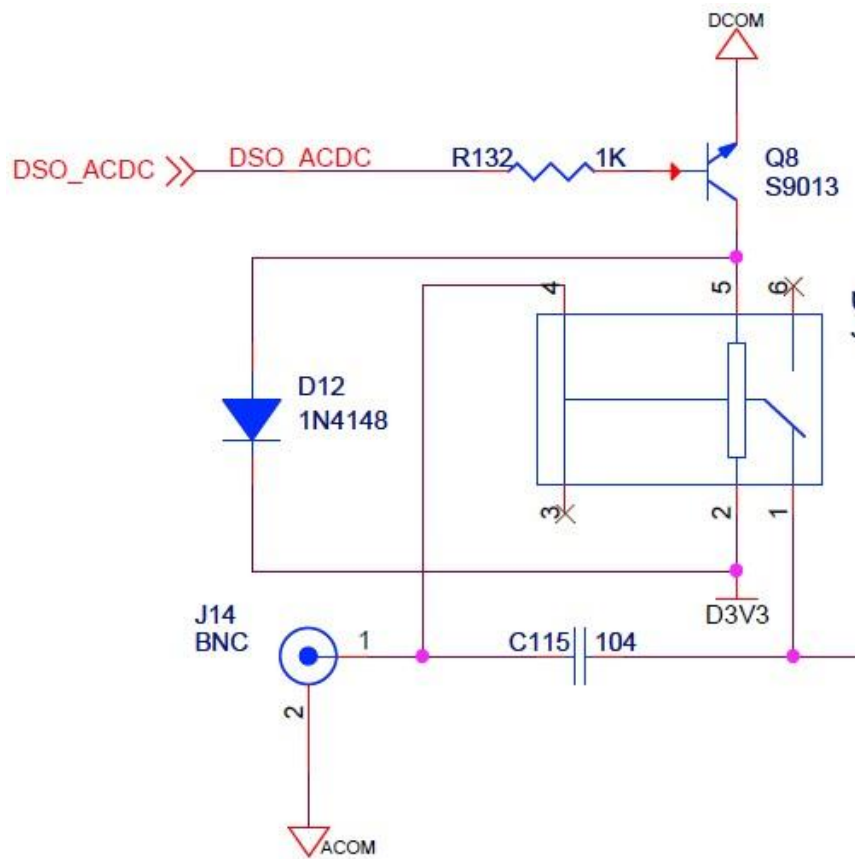 DCOM
DSO_ACDC
DSO_ACDC
R132
1K
Q8
S9013
4
5
6
D12
1N4148
3
2
1
D3V3
J14
BNC
1
C115
104
2
ACOM